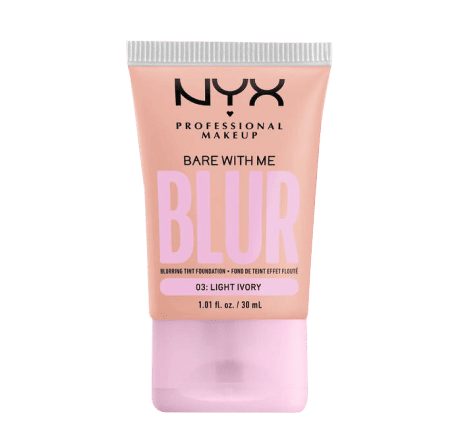 NYX
PROFESSIONAL
MAKEUP
BARE WITH ME
BLUR
BLURRING TINT FOUNDATION • FOND DE TEINT EFFET FLOUTÉ
03: LIGHT IVORY
1.01 fl. oz. / 30 mL